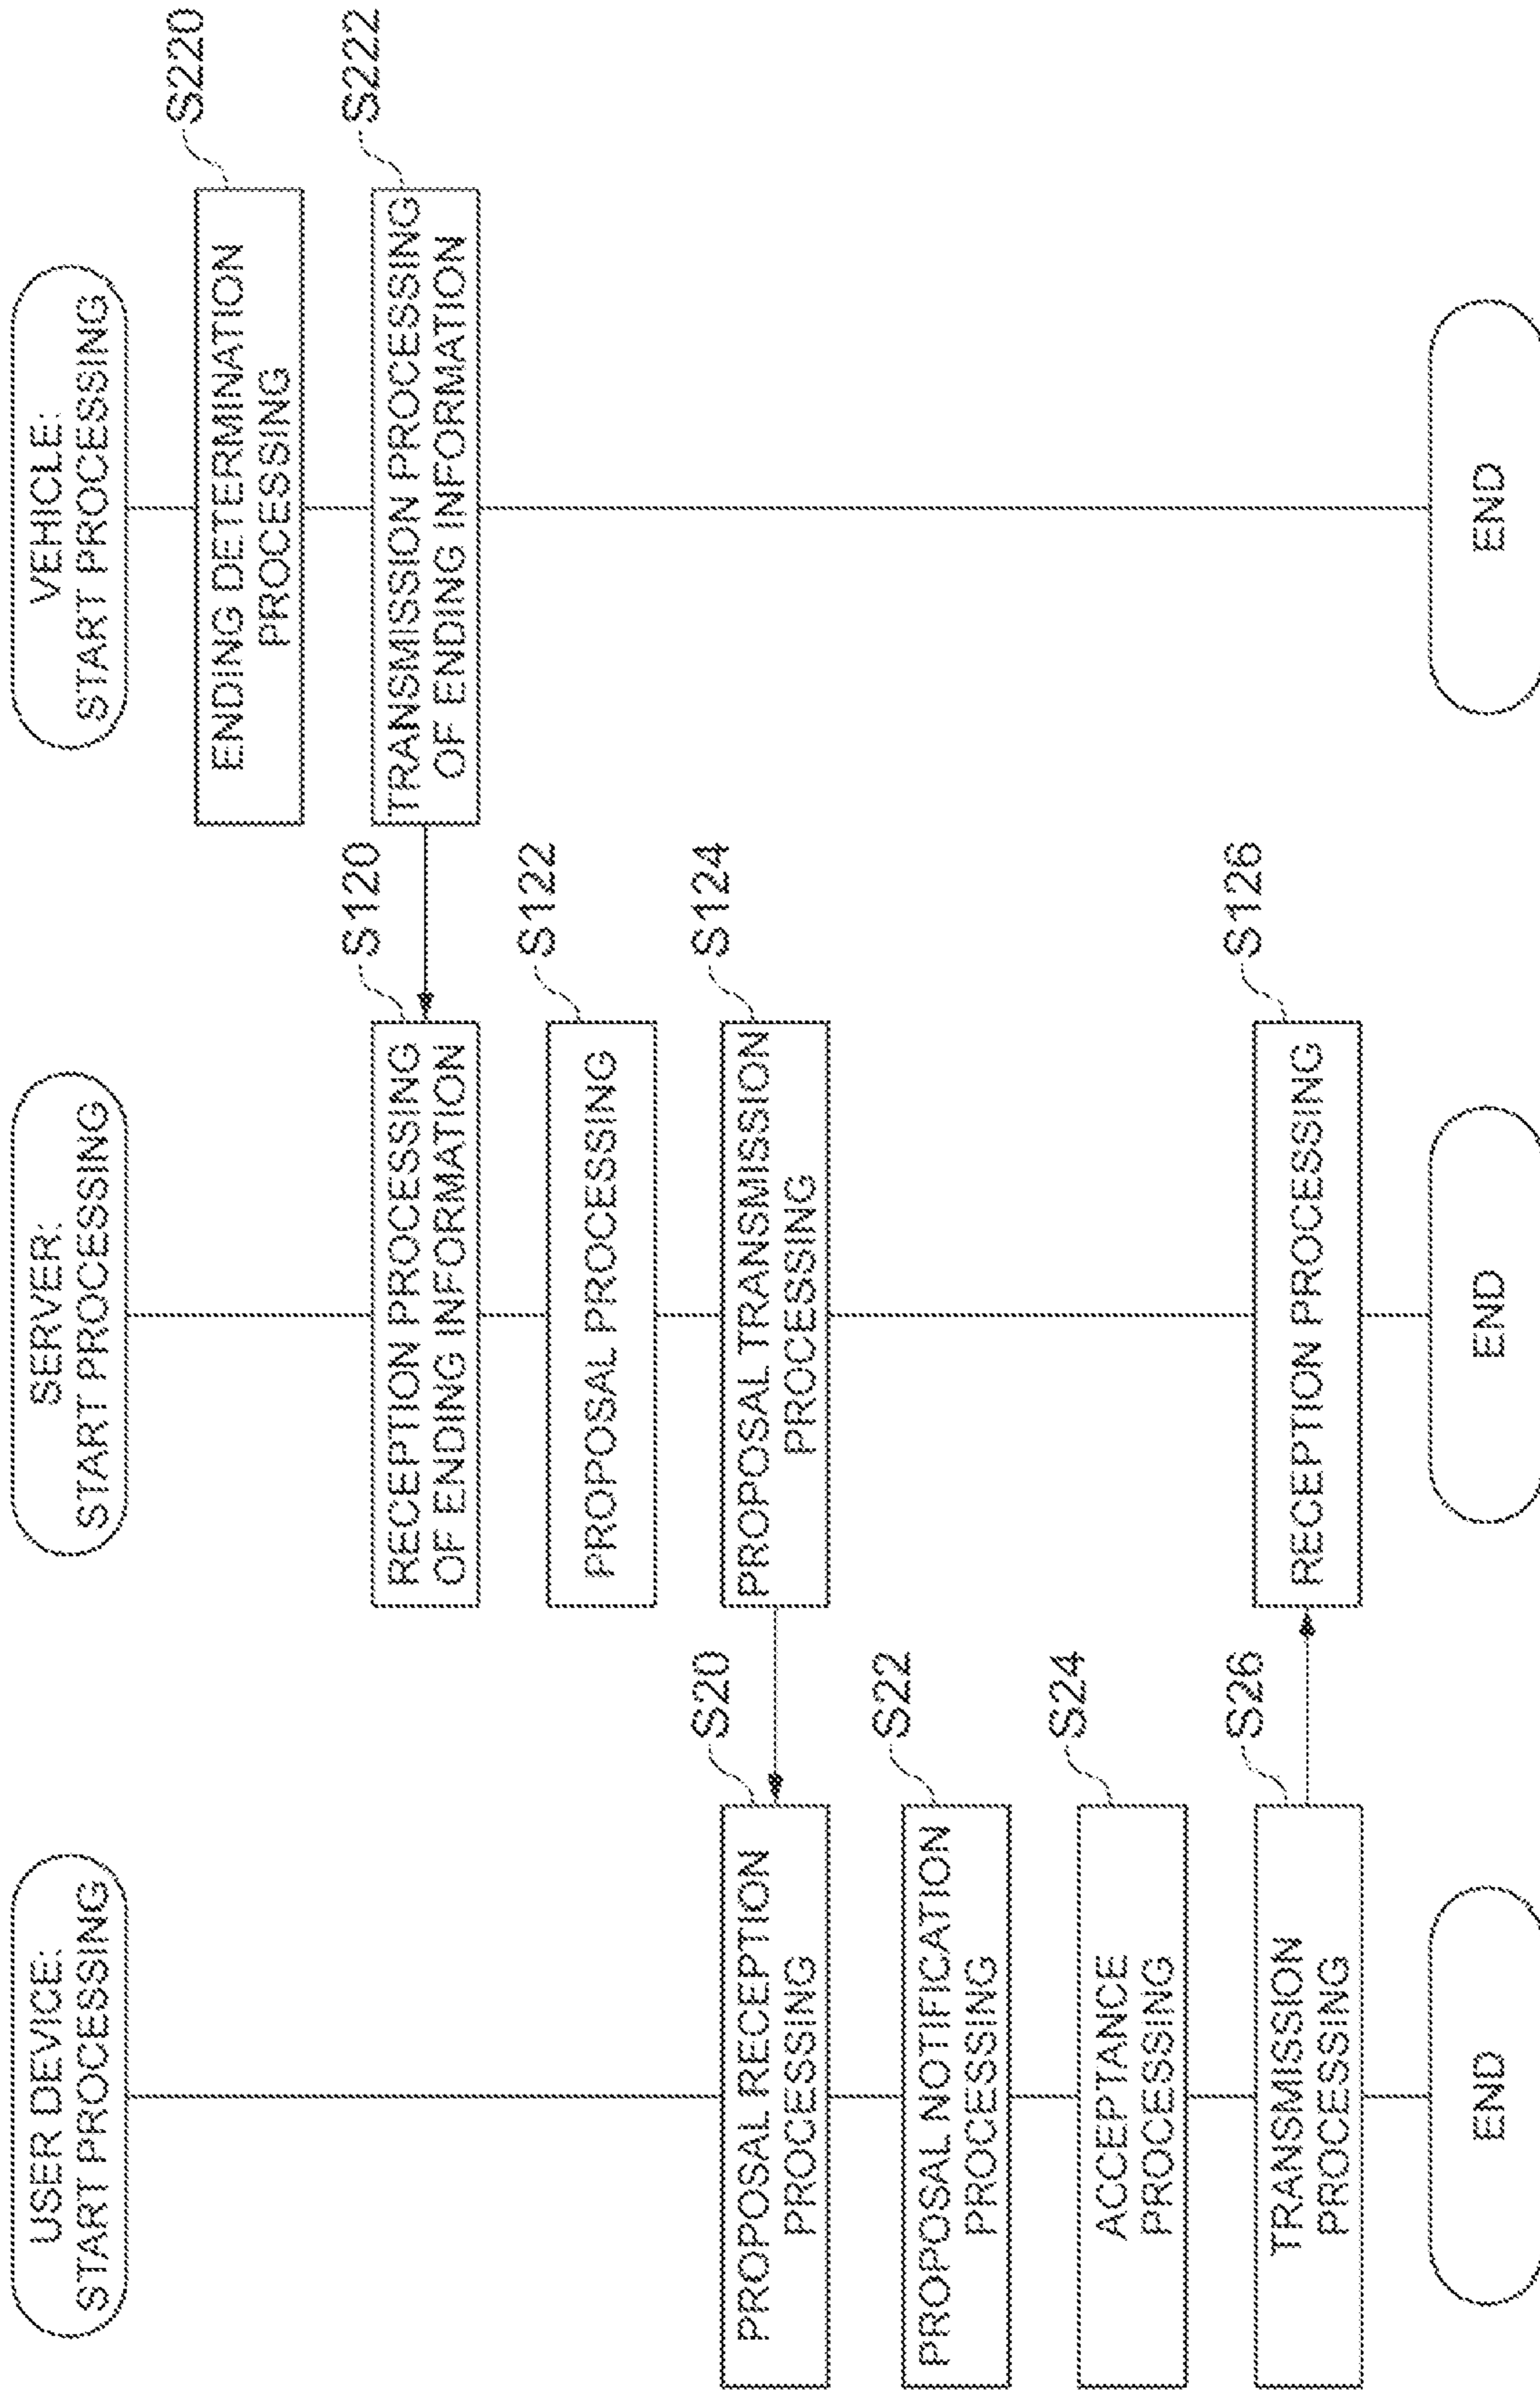 USER DEVICE:
START PROCESSING
SERVER:
START PROCESSING
VEHICLE:
START PROCESSING
ENDING DETERMINATION
PROCESSING
S220
RECEPTION PROCESSING
OF ENDING INFORMATION
S120
TRANSMISSION PROCESSING
OF ENDING INFORMATION
S222
PROPOSAL PROCESSING
S122
PROPOSAL RECEPTION
PROCESSING
S20
PROPOSAL TRANSMISSION
PROCESSING
S124
PROPOSAL NOTIFICATION
PROCESSING
S22
ACCEPTANCE
PROCESSING
S24
TRANSMISSION
PROCESSING
S26
RECEPTION PROCESSING
S126
END
END
END